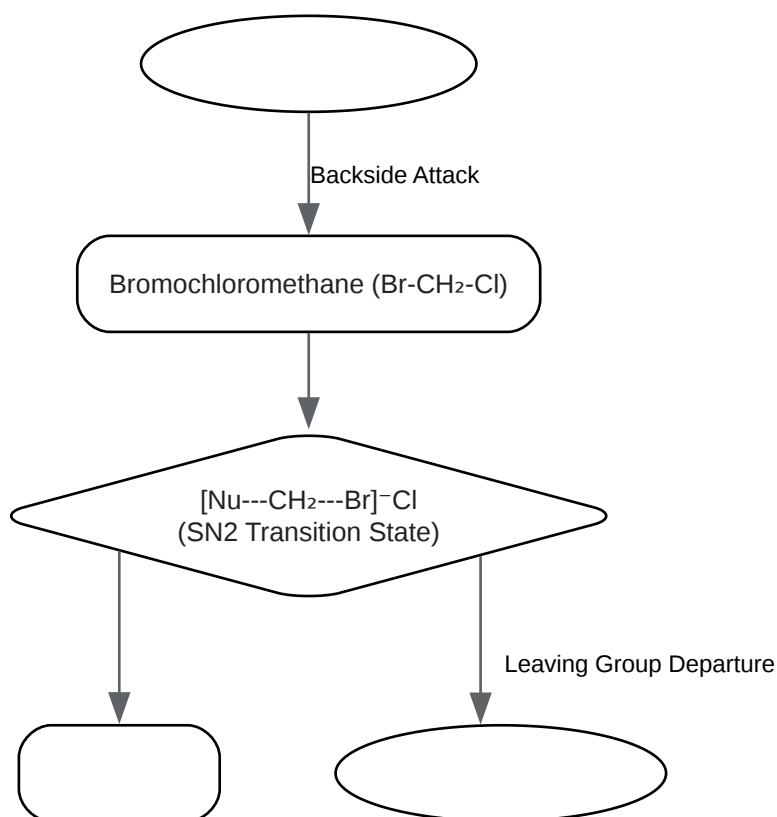 Backside Attack
Bromochloromethane (Br-CH₂-Cl)
[Nu---CH₂---Br]⁻Cl
(SN2 Transition State)
Leaving Group Departure